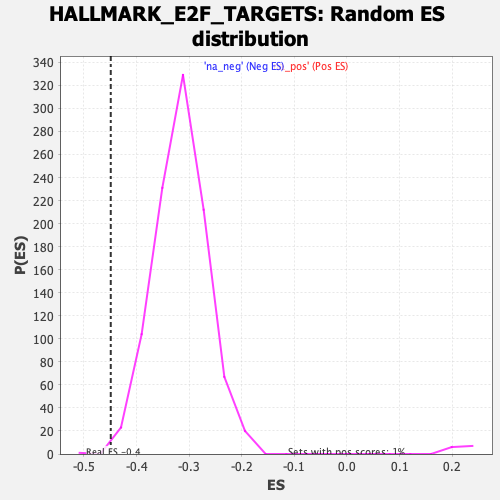 HALLMARK_E2F_TARGETS: Random ES
distribution
'na_neg' (Neg ES)_pos' (Pos ES)
340
320
300
280
260
240
220
200
180
160
140
120
100
80
60
40
20
0
P(ES)
Real ES -0.4
Sets with pos scores: 1%
-0.5 -0.4 -0.3 -0.2 -0.1 0.0 0.1 0.2
ES